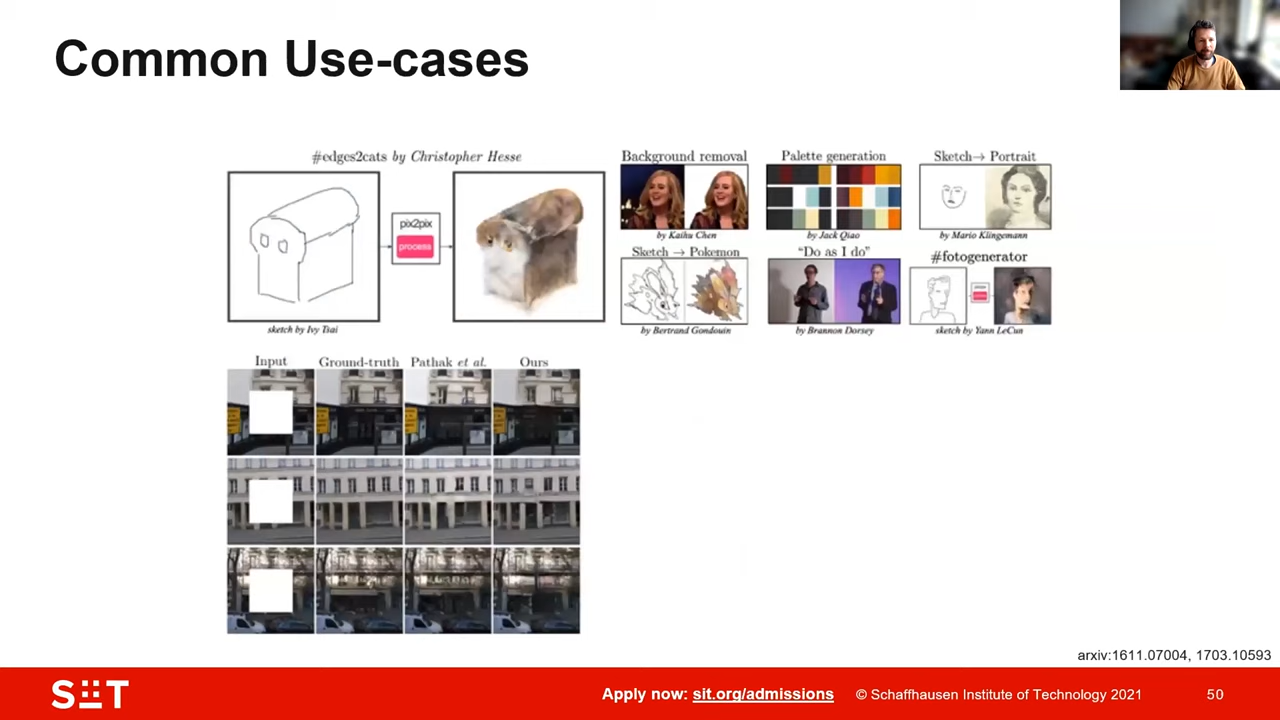 Common Use-cases
#edges2cats by Christopher Hesse
pix2pix
process
sketch by Ivy Tsai
Background removal
by Kaihu Chen
Palette generation
by Jack Qiao
Sketch→ Portrait
by Mario Klingemann
Sketch → Pokemon
by Bertrand Gondouin
“Do as I do”
by Brannon Dorsey
#fotogenerator
sketch by Yann LeCun
Input
Ground-truth
Pathak et al.
Ours
arxiv:1611.07004, 1703.10593
SIT
Apply now: sit.org/admissions
© Schaffhausen Institute of Technology 2021
50